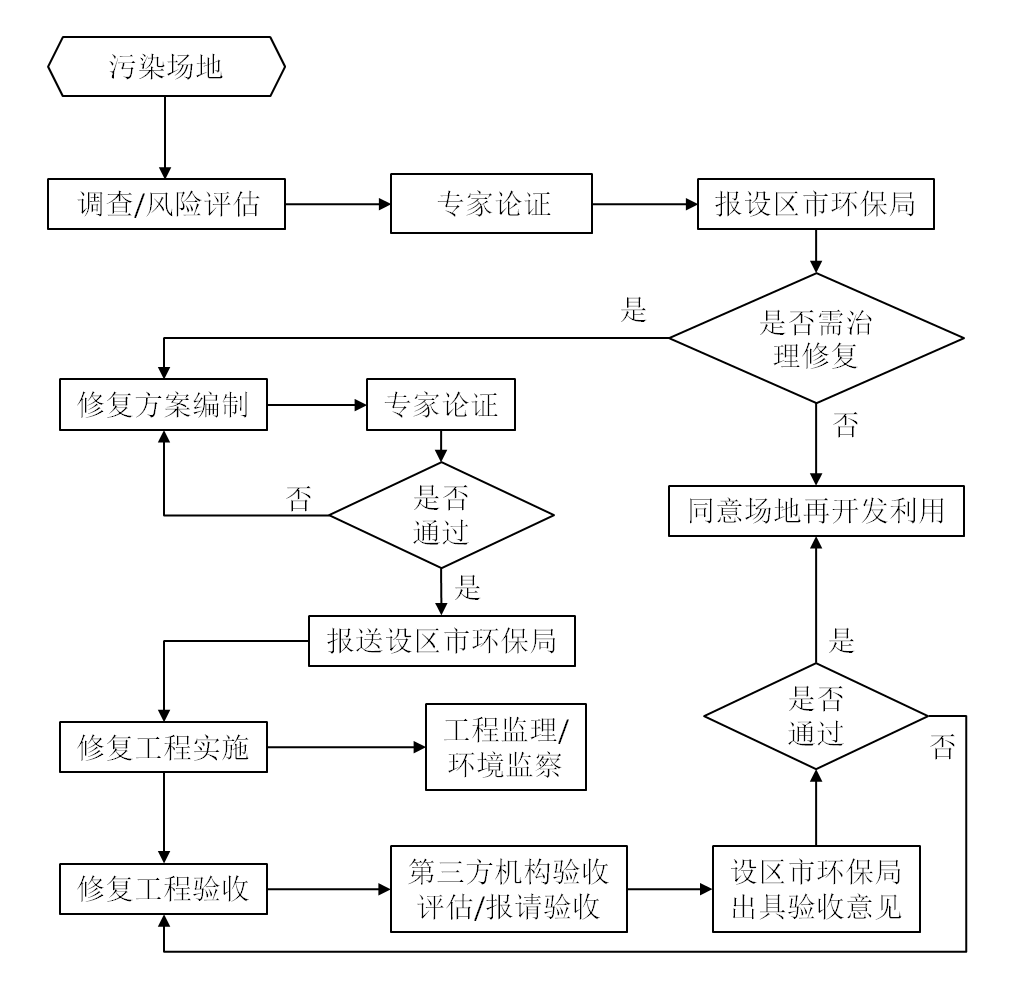 污染场地
调查/风险评估
专家论证
报设区市环保局
是
是否需治
理修复
修复方案编制
专家论证
否
否
是否
通过
同意场地再开发利用
是
报送设区市环保局
是
是否
通过
工程监理/
环境监察
修复工程实施
否
修复工程验收
第三方机构验收
评估/报请验收
设区市环保局
出具验收意见